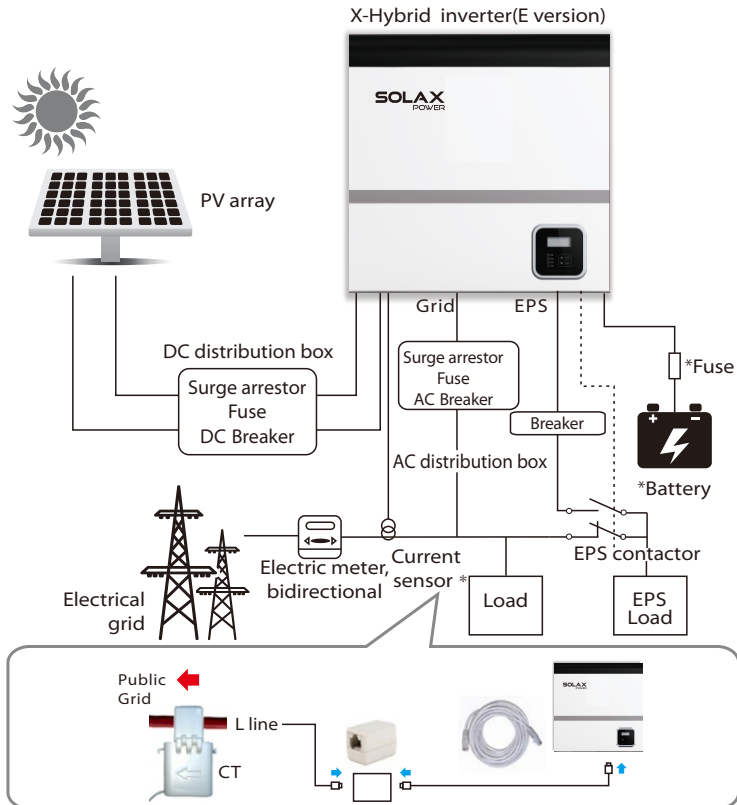 X-Hybrid inverter(E version)
SOLAX
POWER
PV array
Grid
EPS
DC distribution box
Surge arrestor
Fuse
DC Breaker
Surge arrestor
Fuse
AC Breaker
Breaker
*Fuse
AC distribution box
+
-
*Battery
Electrical
grid
Electric meter,
bidirectional
Current
sensor *
EPS contactor
Load
EPS
Load
Public
Grid
L line
CT
SOLAX
POWER